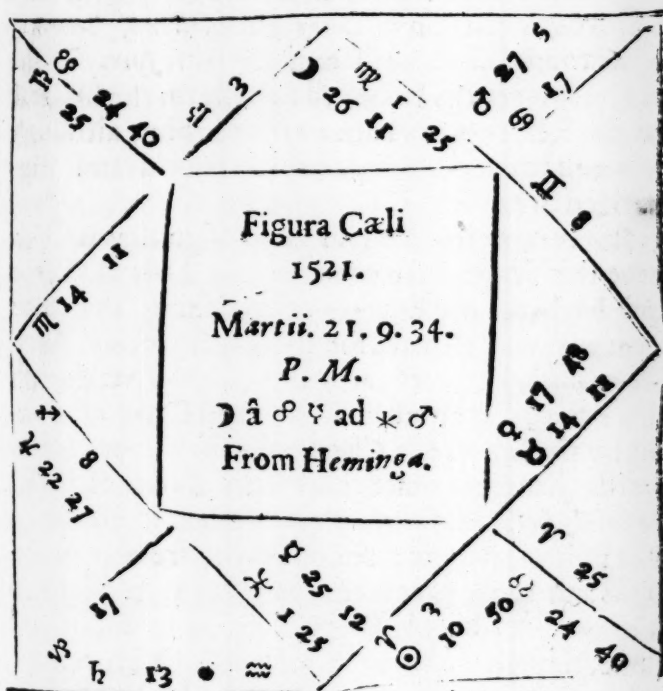 ☋ 24 40
25
♎ 3
☽ 26 11
♍ 1 25
♂ 27 5
♋ 17
♊ 8
♏ 14 11
Figura Cæli
1521.
Martii. 21. 9. 34.
P. M.
☽ â ☍ ☿ ad ⚹ ♂
From Heminga.
♀ 17 48
♉ 14 11
♐ 8
♃ 22 27
☿ 25 12
♓ 1 25
♈ 3
☉ 10 50
♈ 25
☊ 24 40
♑ 17
♄ 13 ● ♒